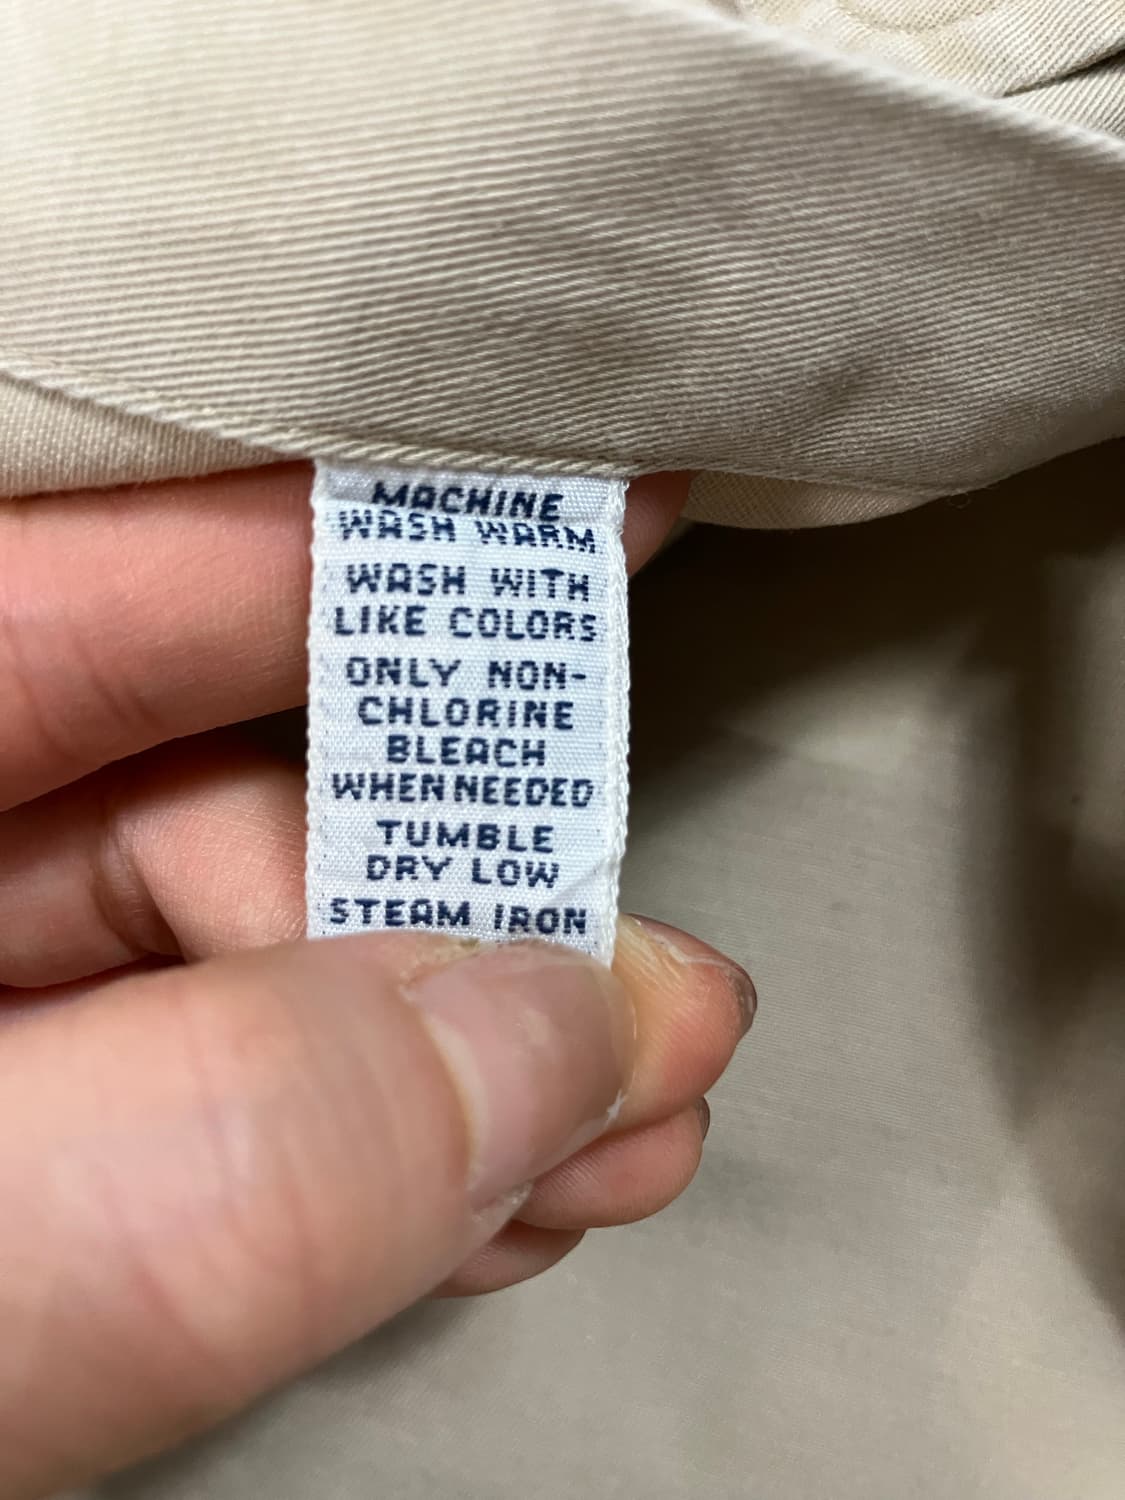 MACHINE
WASH WARM
WASH WITH
LIKE COLORS
ONLY NON-
CHLORINE
BLEACH
WHEN NEEDED
TUMBLE
DRY LOW
STEAM IRON